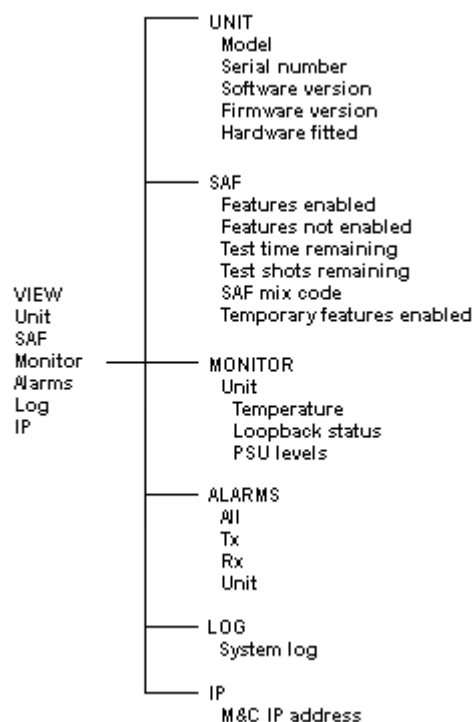 UNIT
Model
Serial number
Software version
Firmware version
Hardware fitted
SAF
Features enabled
Features not enabled
Test time remaining
Test shots remaining
SAF mix code
Temporary features enabled
VIEW
Unit
SAF
Monitor
Alarms
Log
IP
MONITOR
Unit
Temperature
Loopback status
PSU levels
ALARMS
All
Tx
Rx
Unit
LOG
System log
IP
M&C IP address